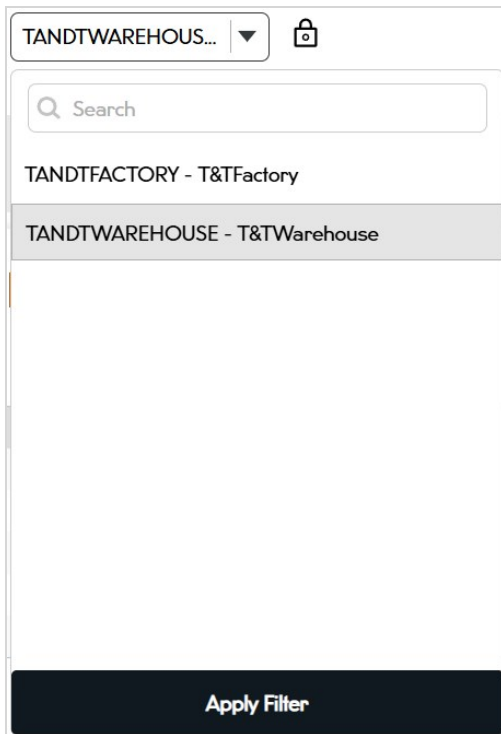 TANDTWAREHOUS...
Search
TANDTFACTORY - T&TFactory
TANDTWAREHOUSE - T&TWarehouse
Apply Filter